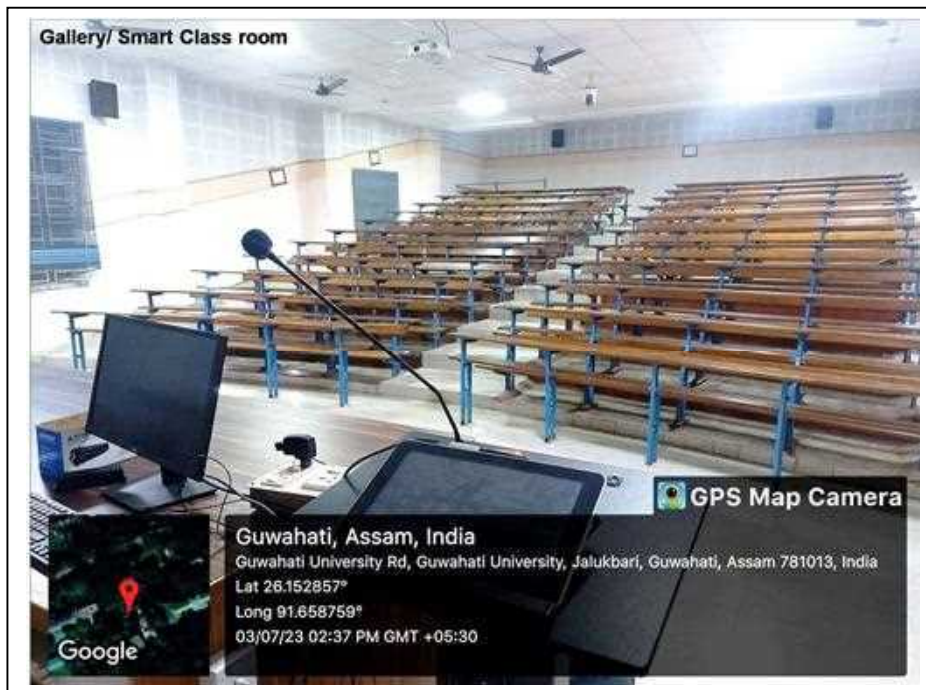 Gallery/ Smart Class room
GPS Map Camera
Guwahati, Assam, India
Guwahati University Rd, Guwahati University, Jalukbari, Guwahati, Assam 781013, India
Lat 26.152857°
Long 91.658759°
03/07/23 02:37 PM GMT +05:30
Google